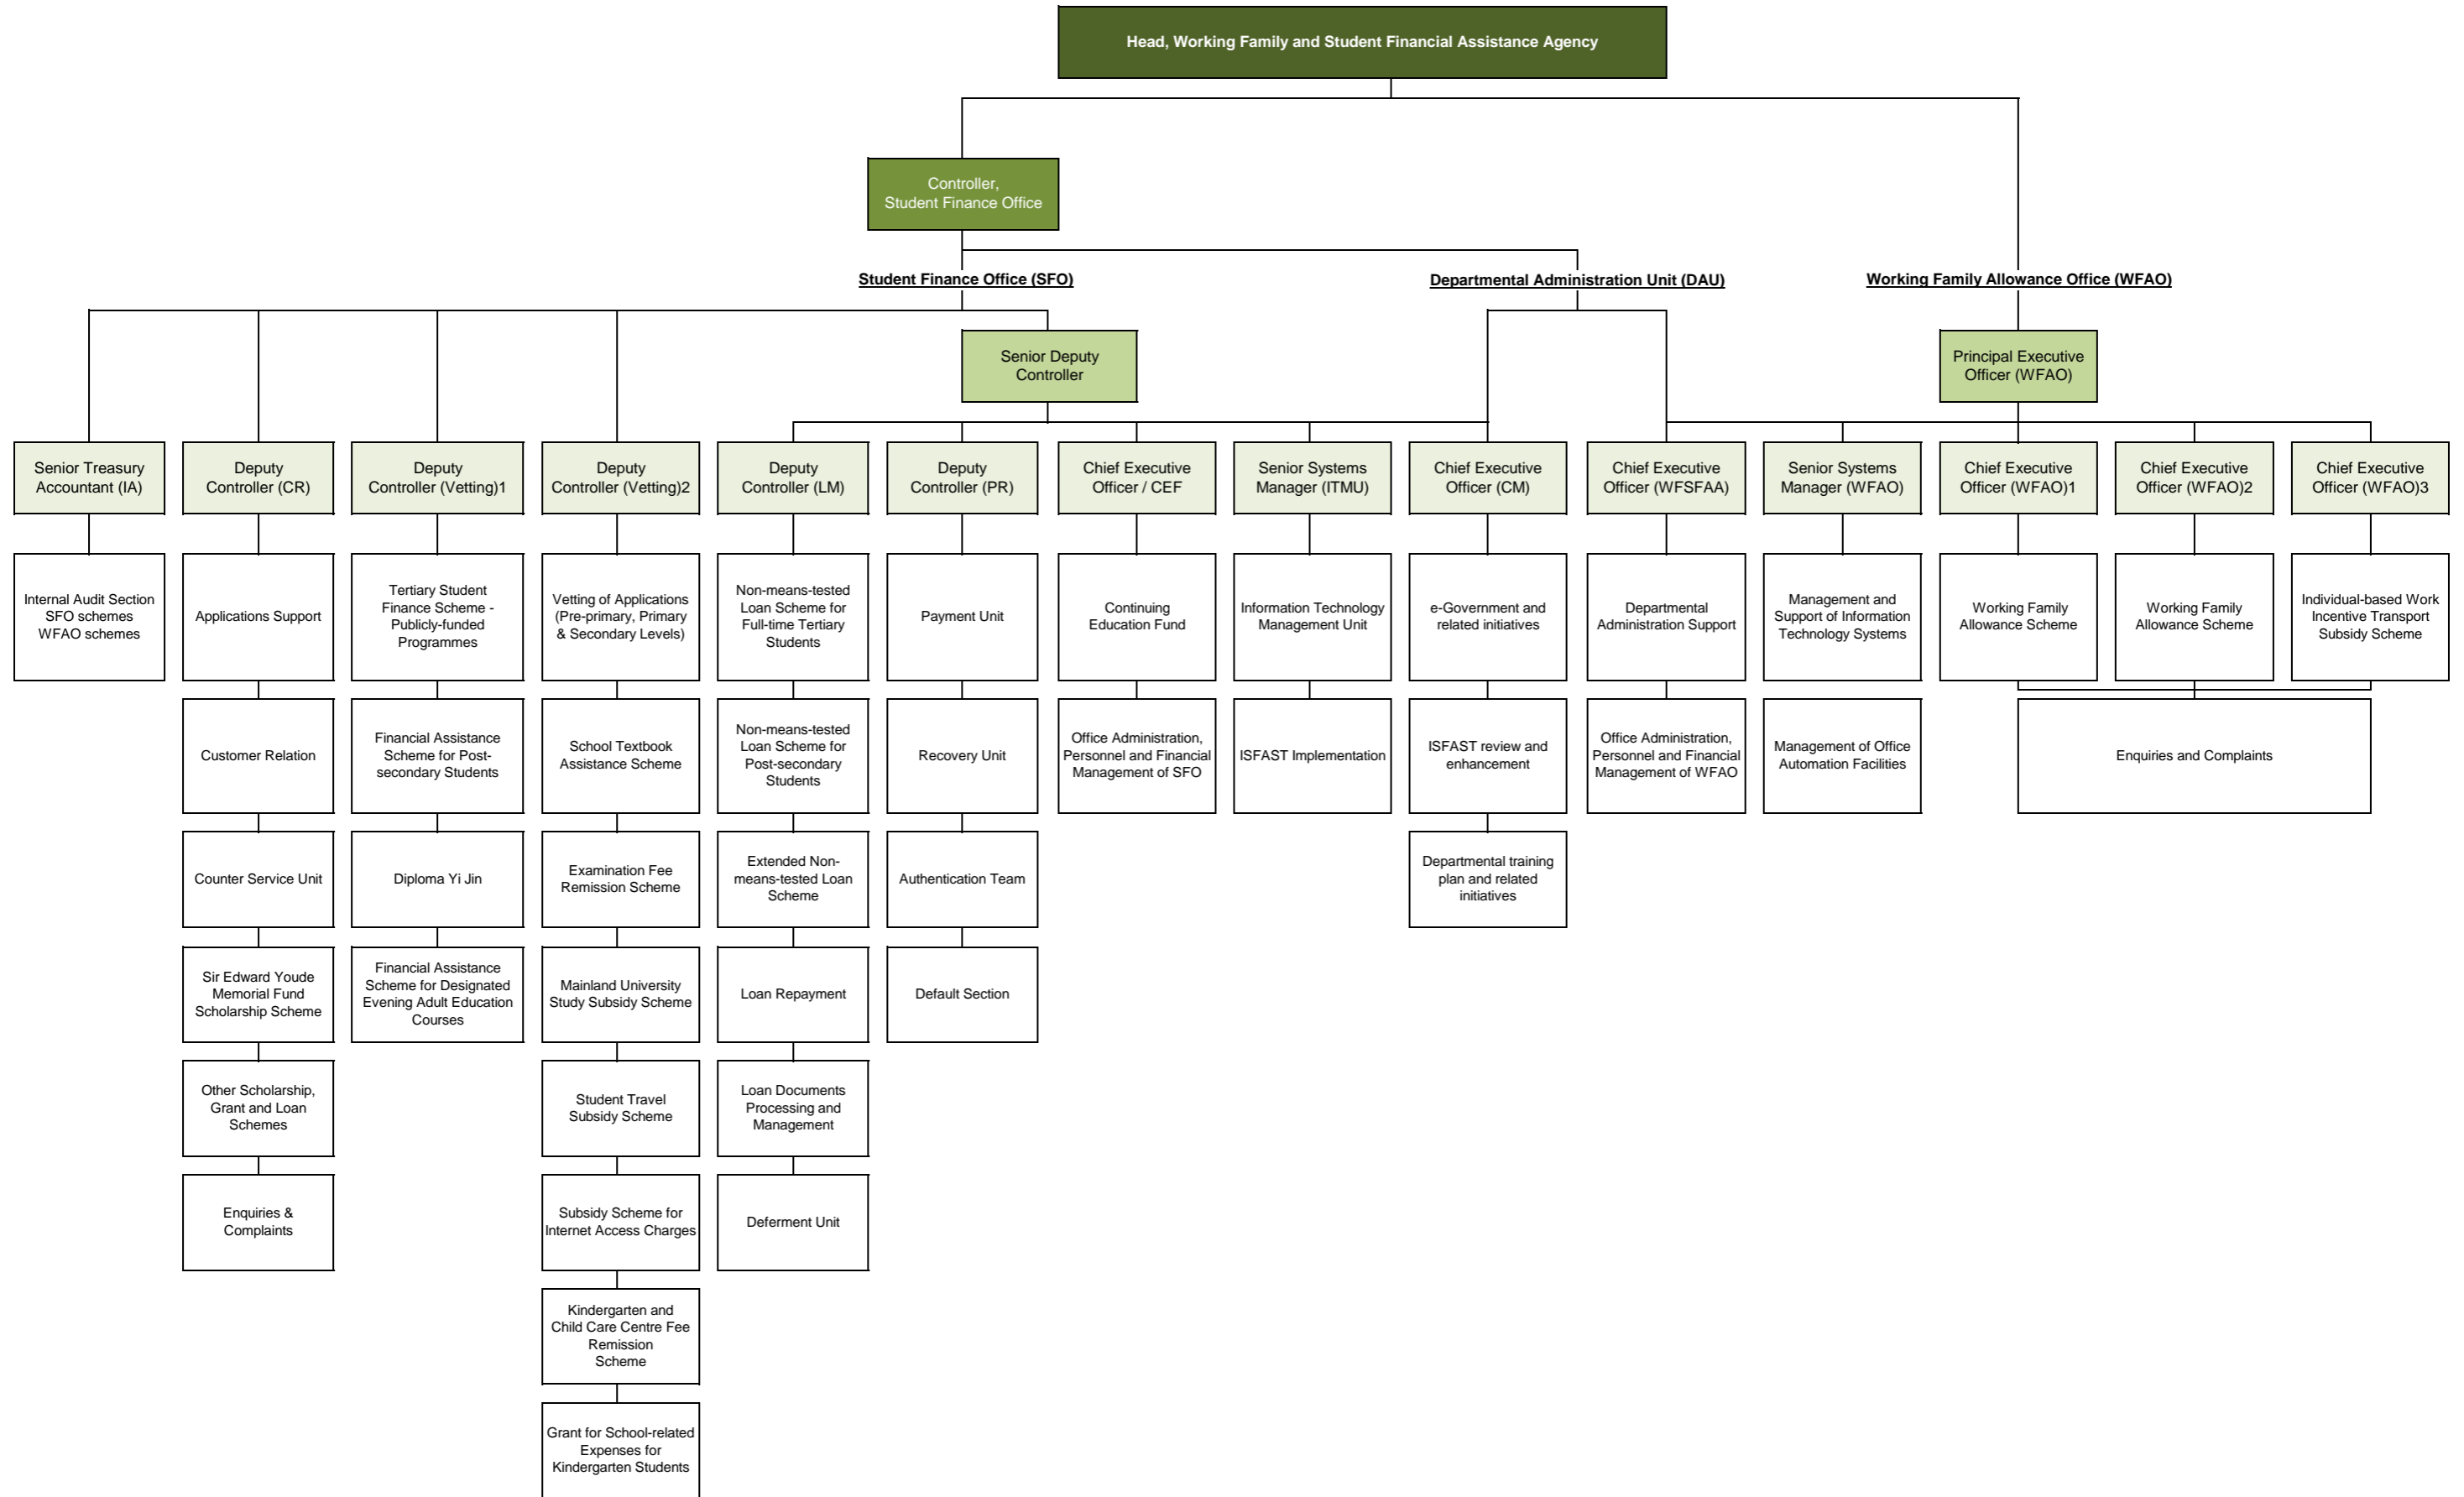 Head, Working Family and Student Financial Assistance Agency
Controller,
Student Finance Office
Student Finance Office (SFO)
Departmental Administration Unit (DAU)
Working Family Allowance Office (WFAO)
Senior Deputy
Controller
Principal Executive
Officer (WFAO)
Senior Treasury
Accountant (IA)
Deputy
Controller (CR)
Deputy
Controller (Vetting)1
Deputy
Controller (Vetting)2
Deputy
Controller (LM)
Deputy
Controller (PR)
Chief Executive
Officer / CEF
Senior Systems
Manager (ITMU)
Chief Executive
Officer (CM)
Chief Executive
Officer (WFSFAA)
Senior Systems
Manager (WFAO)
Chief Executive
Officer (WFAO)1
Chief Executive
Officer (WFAO)2
Chief Executive
Officer (WFAO)3
Internal Audit Section
SFO schemes
WFAO schemes
Applications Support
Tertiary Student
Finance Scheme -
Publicly-funded
Programmes
Vetting of Applications
(Pre-primary, Primary
& Secondary Levels)
Non-means-tested
Loan Scheme for
Full-time Tertiary
Students
Payment Unit
Continuing
Education Fund
Information Technology
Management Unit
e-Government and
related initiatives
Departmental
Administration Support
Management and
Support of Information
Technology Systems
Working Family
Allowance Scheme
Working Family
Allowance Scheme
Individual-based Work
Incentive Transport
Subsidy Scheme
Customer Relation
Financial Assistance
Scheme for Post-
secondary Students
School Textbook
Assistance Scheme
Non-means-tested
Loan Scheme for
Post-secondary
Students
Recovery Unit
Office Administration,
Personnel and Financial
Management of SFO
ISFAST Implementation
ISFAST review and
enhancement
Office Administration,
Personnel and Financial
Management of WFAO
Management of Office
Automation Facilities
Enquiries and Complaints
Counter Service Unit
Diploma Yi Jin
Examination Fee
Remission Scheme
Extended Non-
means-tested Loan
Scheme
Authentication Team
Departmental training
plan and related
initiatives
Sir Edward Youde
Memorial Fund
Scholarship Scheme
Financial Assistance
Scheme for Designated
Evening Adult Education
Courses
Mainland University
Study Subsidy Scheme
Loan Repayment
Default Section
Other Scholarship,
Grant and Loan
Schemes
Student Travel
Subsidy Scheme
Loan Documents
Processing and
Management
Enquiries &
Complaints
Subsidy Scheme for
Internet Access Charges
Deferment Unit
Kindergarten and
Child Care Centre Fee
Remission
Scheme
Grant for School-related
Expenses for
Kindergarten Students